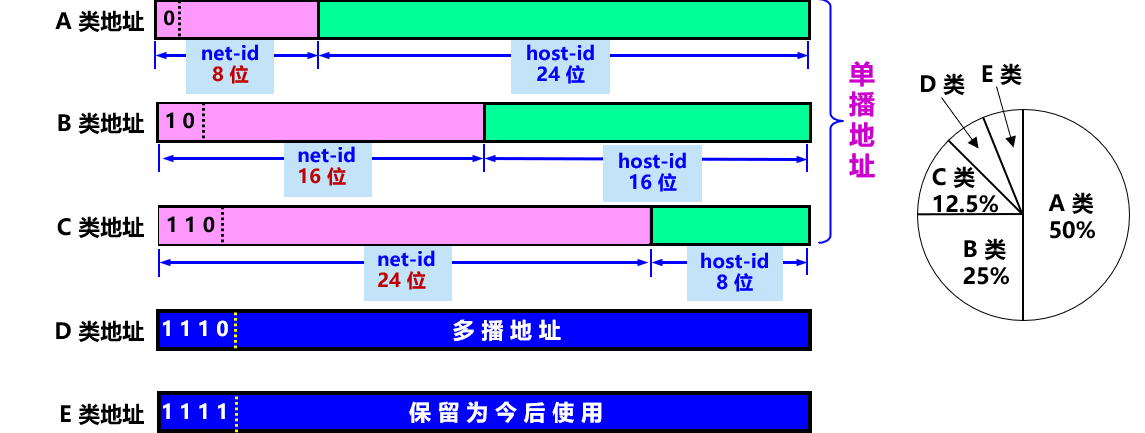 A 类地址
0
net-id
8 位
host-id
24 位
B 类地址
1 0
net-id
16 位
host-id
16 位
C 类地址
1 1 0
net-id
24 位
host-id
8 位
单播地址
D 类地址
1 1 1 0
多播地址
E 类地址
1 1 1 1
保留为今后使用
D 类
E 类
C 类
12.5%
A 类
50%
B 类
25%